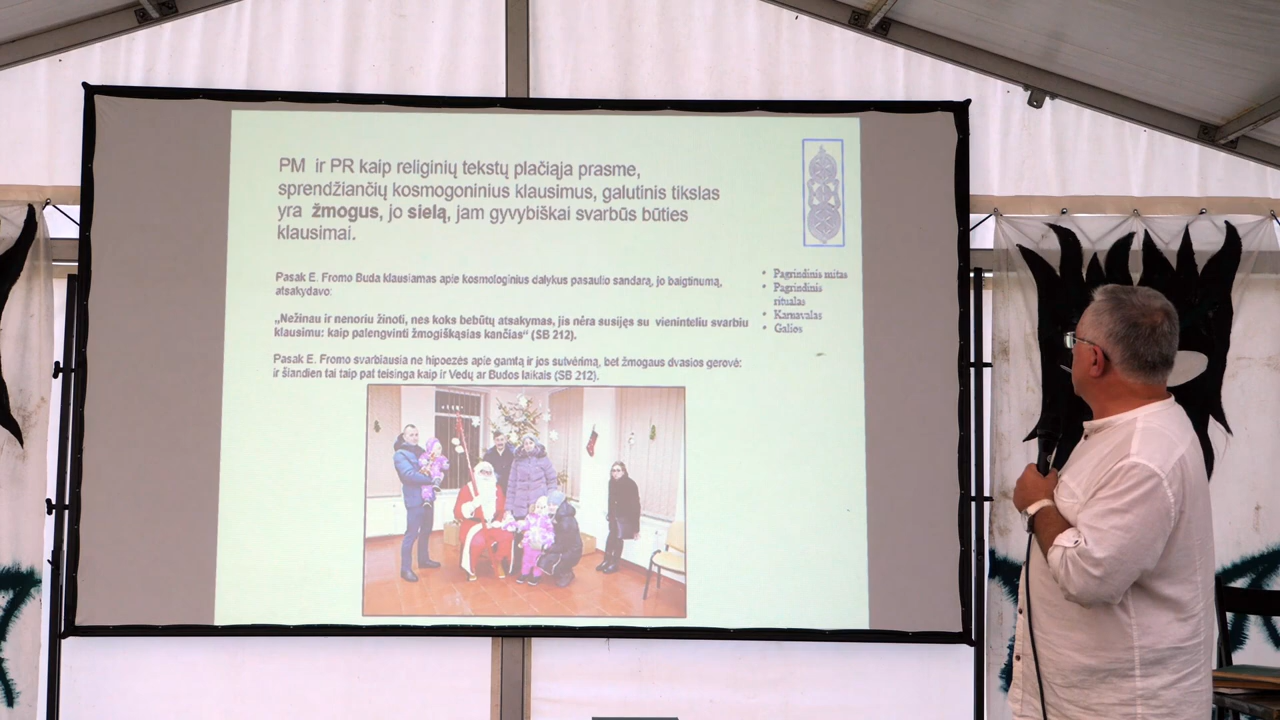 PM ir PR kaip religinių tekstų plačiąja prasme,
sprendžiančių kosmogoninius klausimus, galutinis tikslas
yra žmogus, jo sielą, jam gyvybiškai svarbūs būties
klausimai.
Pasak E. Fromo Buda klausiamas apie kosmologinius dalykus pasaulio sandarą, jo baigtinumą,
atsakydavo:
„Nežinau ir nenoriu žinoti, nes koks bebūtų atsakymas, jis nėra susijęs su vieninteliu svarbiu
klausimu: kaip palengvinti žmogiškąsias kančias“ (SB 212).
Pasak E. Fromo svarbiausia ne hipoezės apie gamtą ir jos sutvėrimą, bet žmogaus dvasios gerovė:
ir šiandien tai taip pat teisinga kaip ir Vedų ar Budos laikais (SB 212).
• Pagrindinis mitas
• Pagrindinis
ritualas
• Karnavalas
• Galios